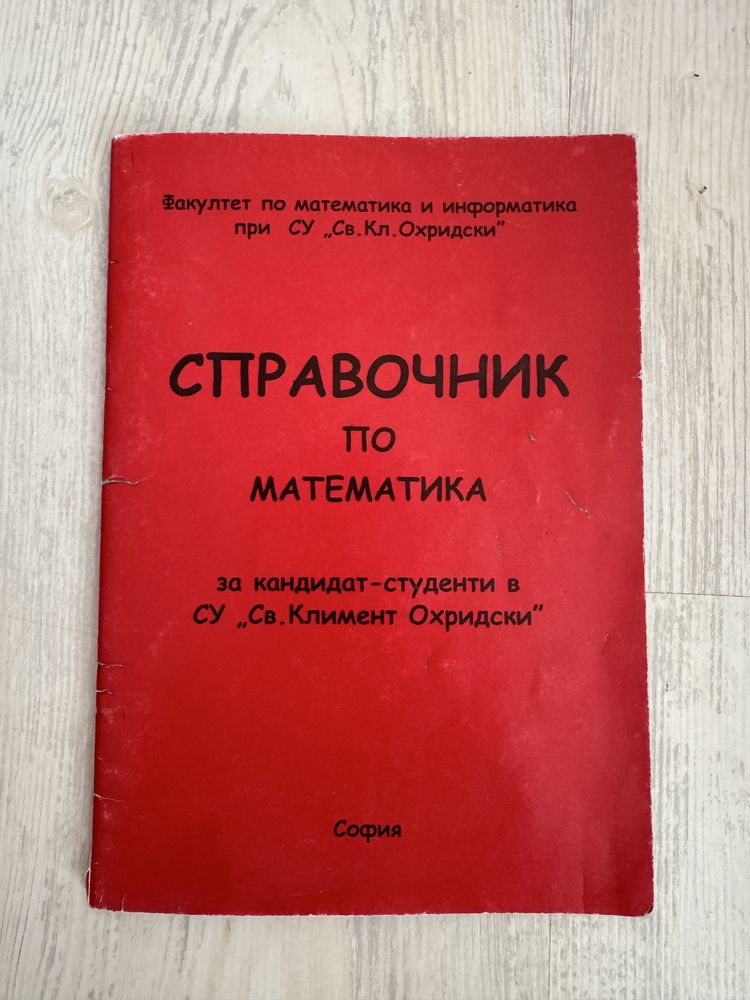 Факултет по математика и информатика
при СУ „Св.Кл.Охридски”
СПРАВОЧНИК
ПО
МАТЕМАТИКА
за кандидат-студенти в
СУ „Св.Климент Охридски”
София